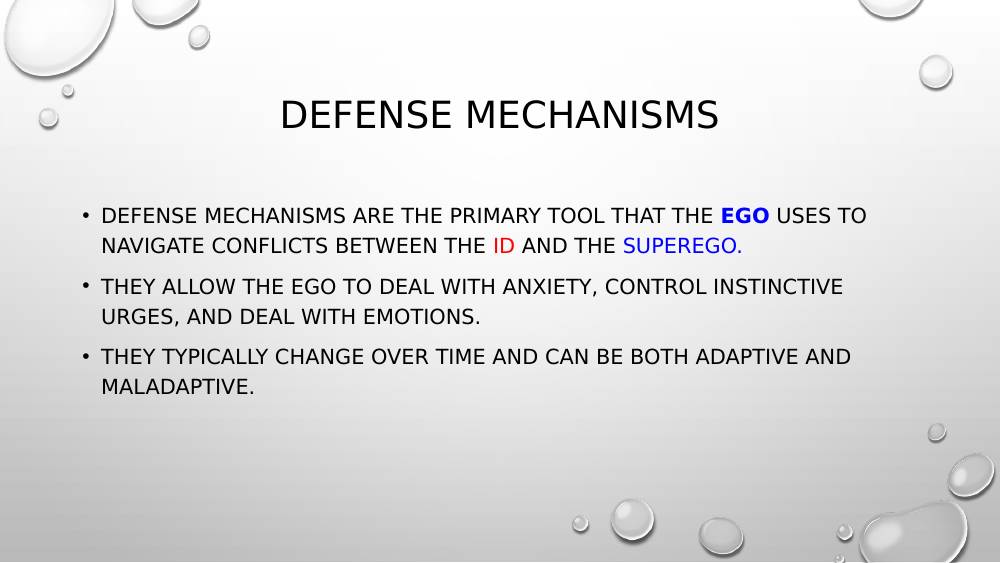 DEFENSE MECHANISMS
• DEFENSE MECHANISMS ARE THE PRIMARY TOOL THAT THE EGO USES TO
NAVIGATE CONFLICTS BETWEEN THE ID AND THE SUPEREGO.
• THEY ALLOW THE EGO TO DEAL WITH ANXIETY, CONTROL INSTINCTIVE
URGES, AND DEAL WITH EMOTIONS.
• THEY TYPICALLY CHANGE OVER TIME AND CAN BE BOTH ADAPTIVE AND
MALADAPTIVE.